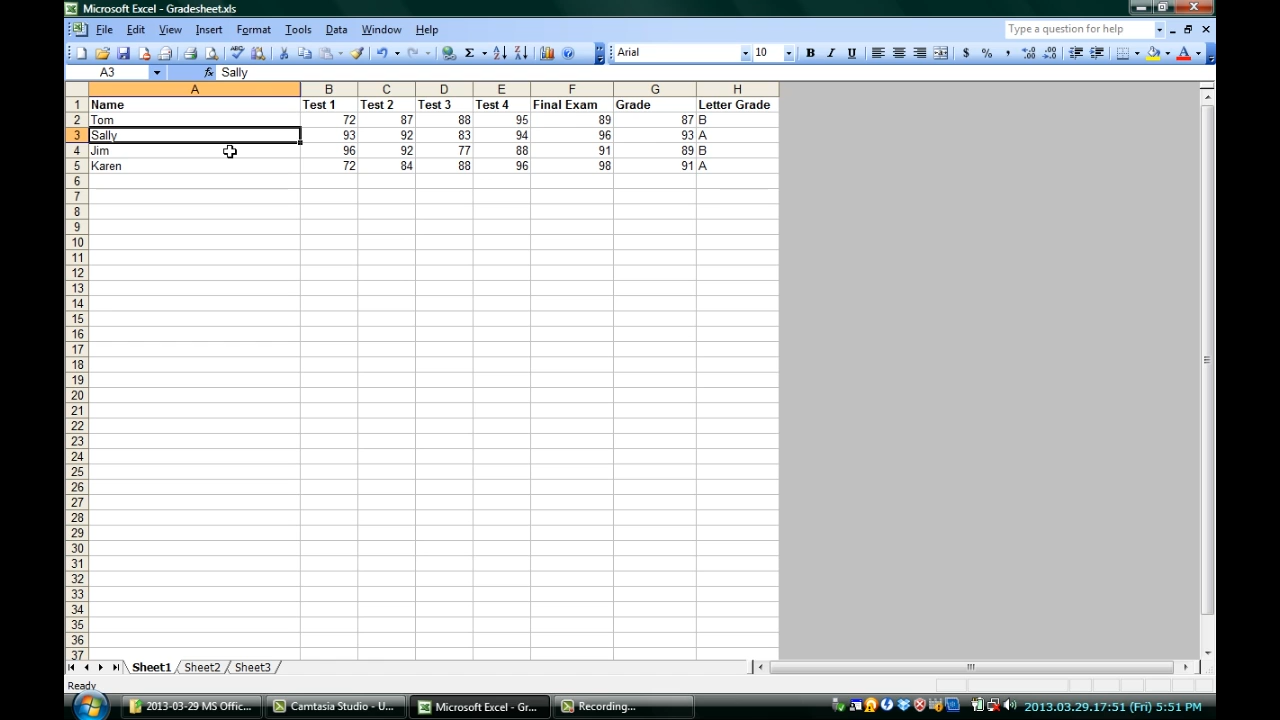 Microsoft Excel - Gradesheet.xls
File Edit View Insert Format Tools Data Window Help Type a question for help
Arial 10 B I U $ % ,
A3 fx Sally
A B C D E F G H
1 Name Test 1 Test 2 Test 3 Test 4 Final Exam Grade Letter Grade
2 Tom 72 87 88 95 89 87 B
3 Sally 93 92 83 94 96 93 A
4 Jim 96 92 77 88 91 89 B
5 Karen 72 84 88 96 98 91 A
6
7
8
9
10
11
12
13
14
15
16
17
18
19
20
21
22
23
24
25
26
27
28
29
30
31
32
33
34
35
36
37
Sheet1 Sheet2 Sheet3
Ready
2013-03-29 MS Offic... Camtasia Studio - U... Microsoft Excel - Gr... Recording... 2013.03.29.17:51 (Fri) 5:51 PM